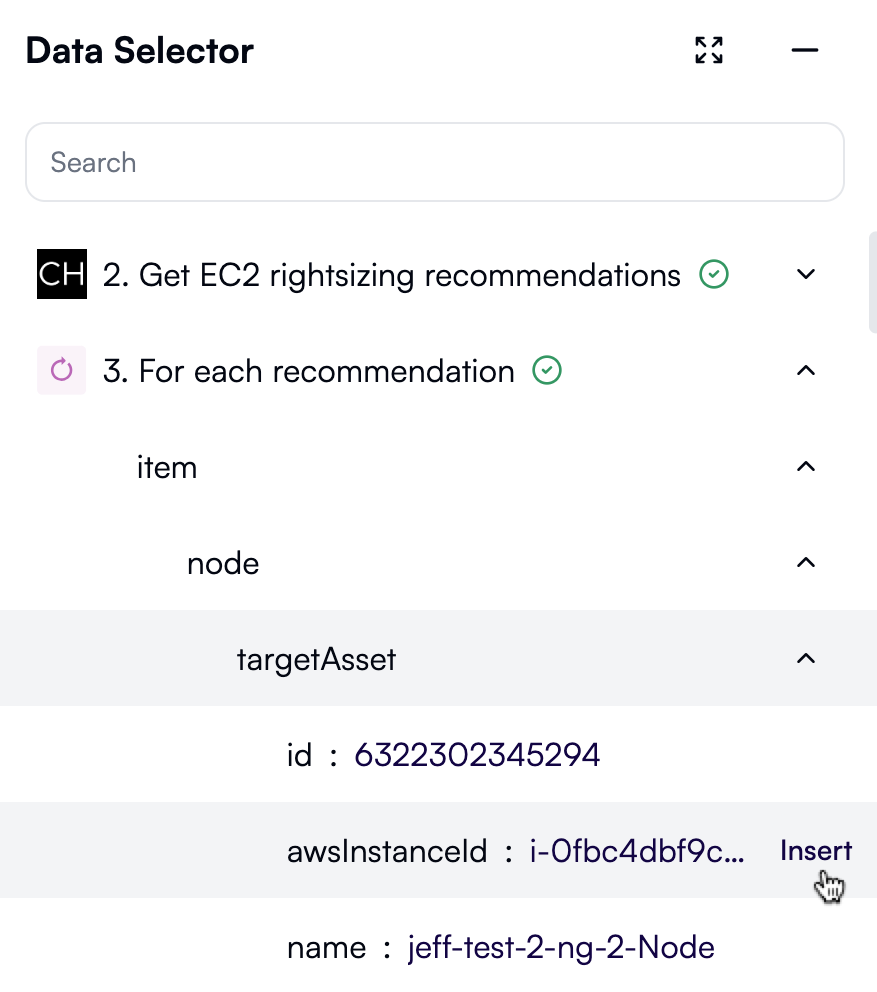 Data Selector
Search
CH 2. Get EC2 rightsizing recommendations
3. For each recommendation
item
node
targetAsset
id : 6322302345294
awsInstanceId : i-0fbc4dbf9c... Insert
name : jeff-test-2-ng-2-Node